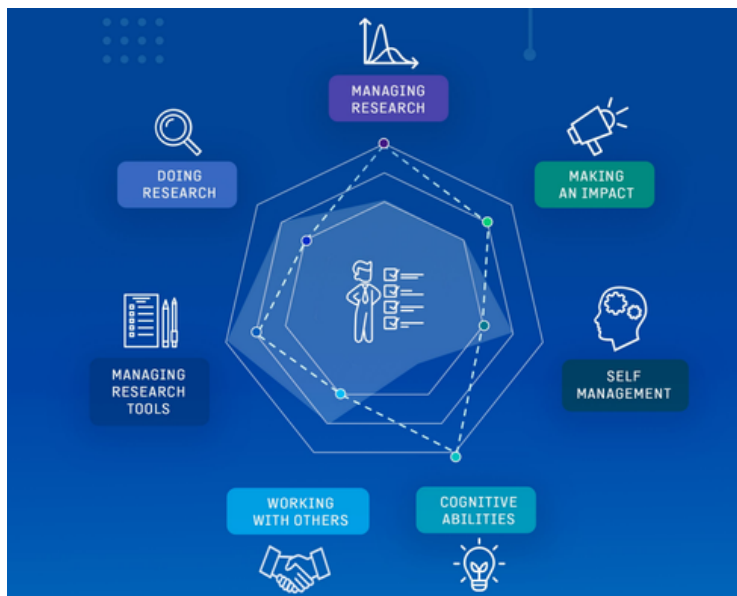 MANAGING
RESEARCH
DOING
RESEARCH
MAKING
AN IMPACT
MANAGING
RESEARCH
TOOLS
SELF
MANAGEMENT
WORKING
WITH OTHERS
COGNITIVE
ABILITIES